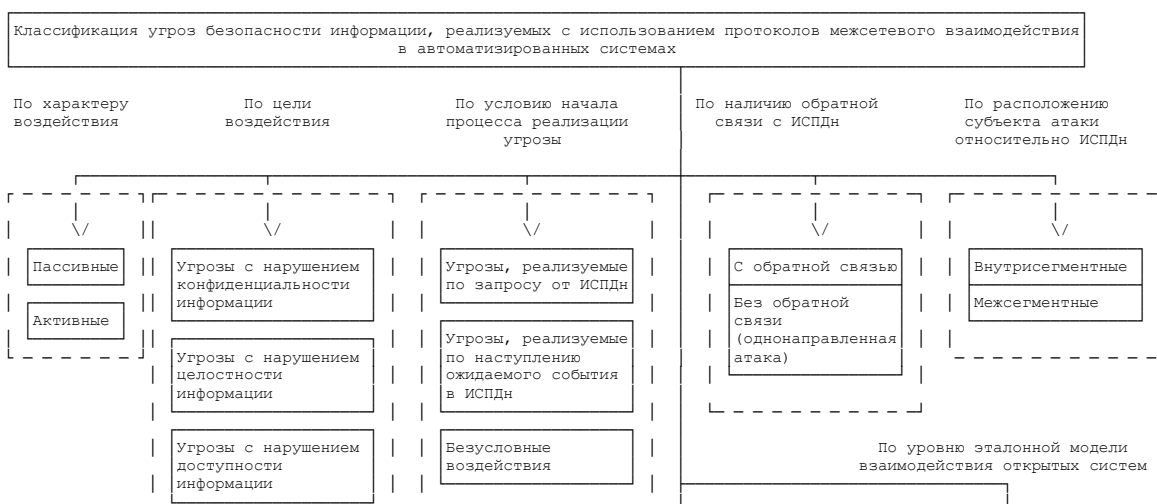 Классификация угроз безопасности информации, реализуемых с использованием протоколов межсетевого взаимодействия
в автоматизированных системах
По характеру
воздействия
По цели
воздействия
По условию начала
процесса реализации
угрозы
По наличию обратной
связи с ИСПДн
По расположению
субъекта атаки
относительно ИСПДн
Пассивные
Активные
Угрозы с нарушением
конфиденциальности
информации
Угрозы с нарушением
целостности
информации
Угрозы с нарушением
доступности
информации
Угрозы, реализуемые
по запросу от ИСПДн
Угрозы, реализуемые
по наступлению
ожидаемого события
в ИСПДн
Безусловные
воздействия
С обратной связью
Без обратной
связи
(однонаправленная
атака)
Внутрисегментные
Межсегментные
По уровню эталонной модели
взаимодействия открытых систем